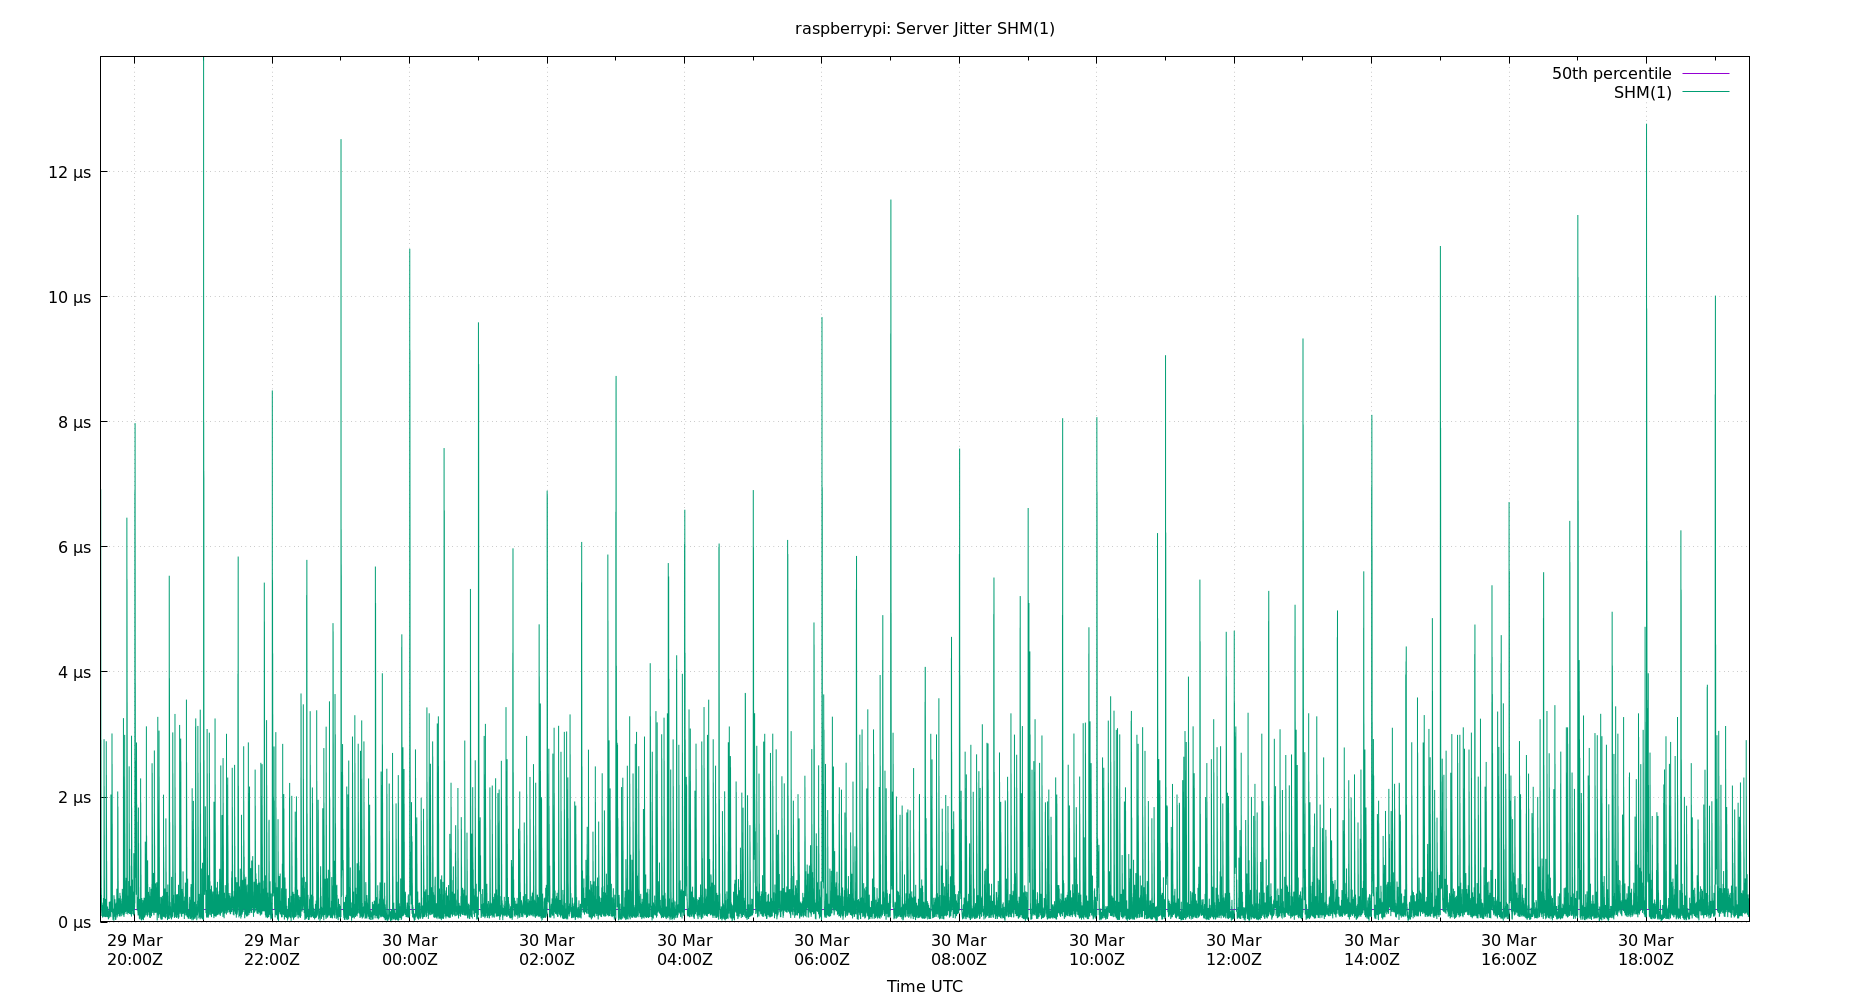 raspberrypi: Server Jitter SHM(1)
50th percentile
SHM(1)
12 µs
10 µs
8 µs
6 µs
4 µs
2 µs
0 µs
29 Mar 29 Mar 30 Mar 30 Mar 30 Mar 30 Mar 30 Mar 30 Mar 30 Mar 30 Mar 30 Mar 30 Mar
20:00Z 22:00Z 00:00Z 02:00Z 04:00Z 06:00Z 08:00Z 10:00Z 12:00Z 14:00Z 16:00Z 18:00Z
Time UTC